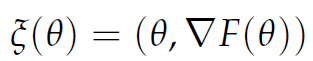 ξ(θ) = (θ, ∇F(θ))